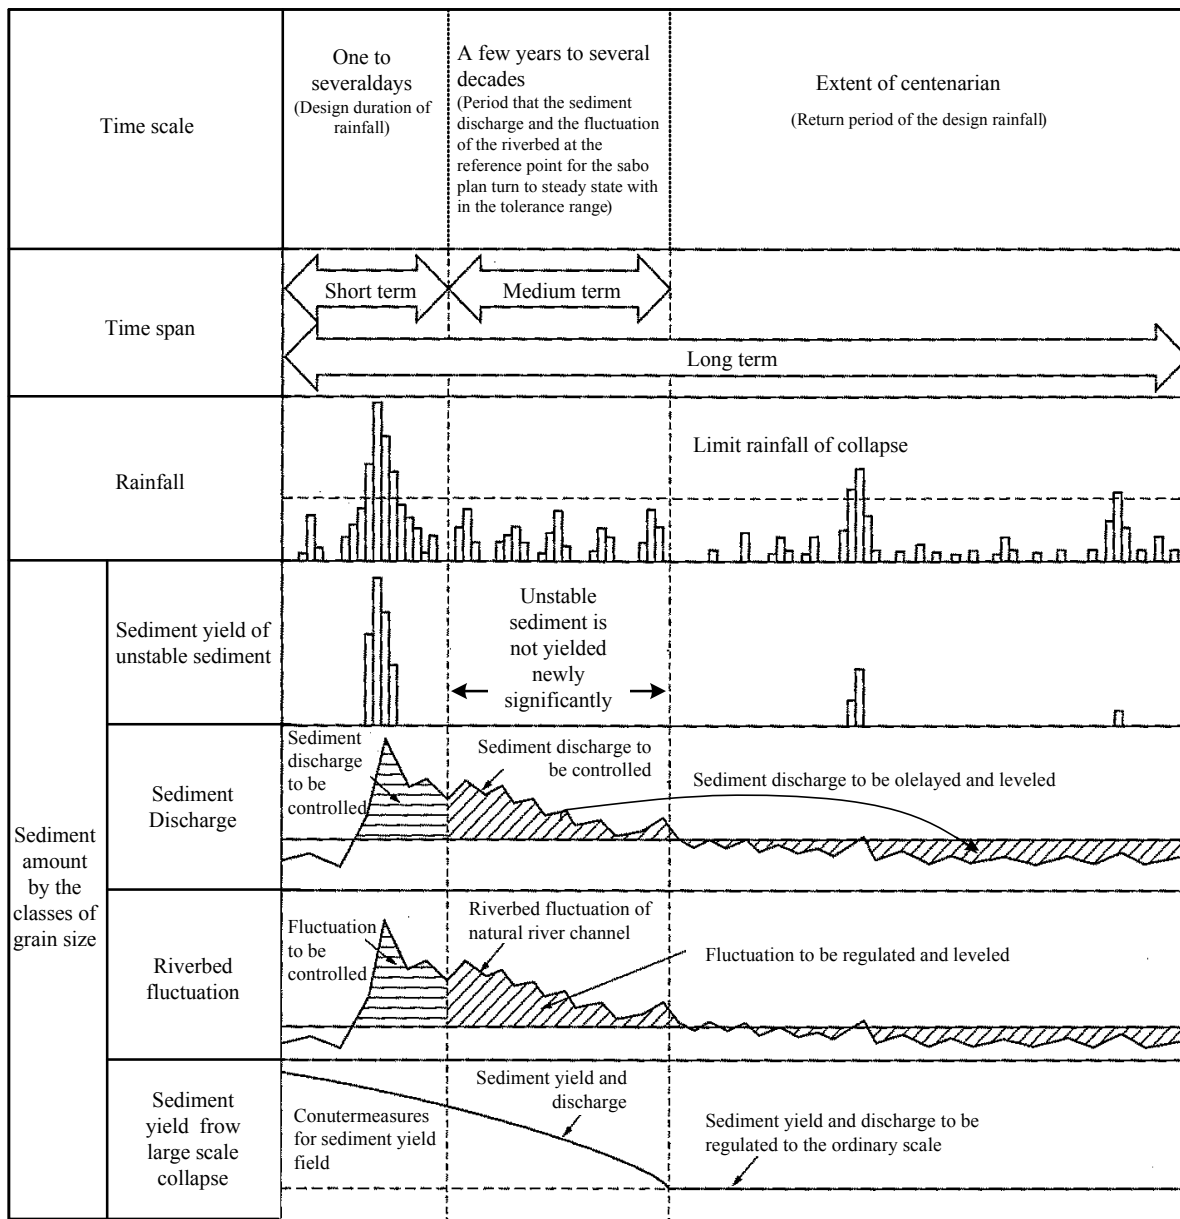 Time scale
One to
severaldays
(Design duration of
rainfall)
A few years to several
decades
(Period that the sediment
discharge and the fluctuation
of the riverbed at the
reference point for the sabo
plan turn to steady state with
in the tolerance range)
Extent of centenarian
(Return period of the design rainfall)
Time span
Short term
Medium term
Long term
Rainfall
Limit rainfall of collapse
Sediment
amount
by the
classes of
grain size
Sediment yield of
unstable sediment
Unstable
sediment is
not yielded
newly
significantly
Sediment
Discharge
Sediment
discharge
to be
controlled
Sediment discharge to
be controlled
Sediment discharge to be olelayed and leveled
Riverbed
fluctuation
Fluctuation
to be
controlled
Riverbed fluctuation of
natural river channel
Fluctuation to be regulated and leveled
Sediment
yield frow
large scale
collapse
Conutermeasures
for sediment yield
field
Sediment yield and
discharge
Sediment yield and discharge to be
regulated to the ordinary scale